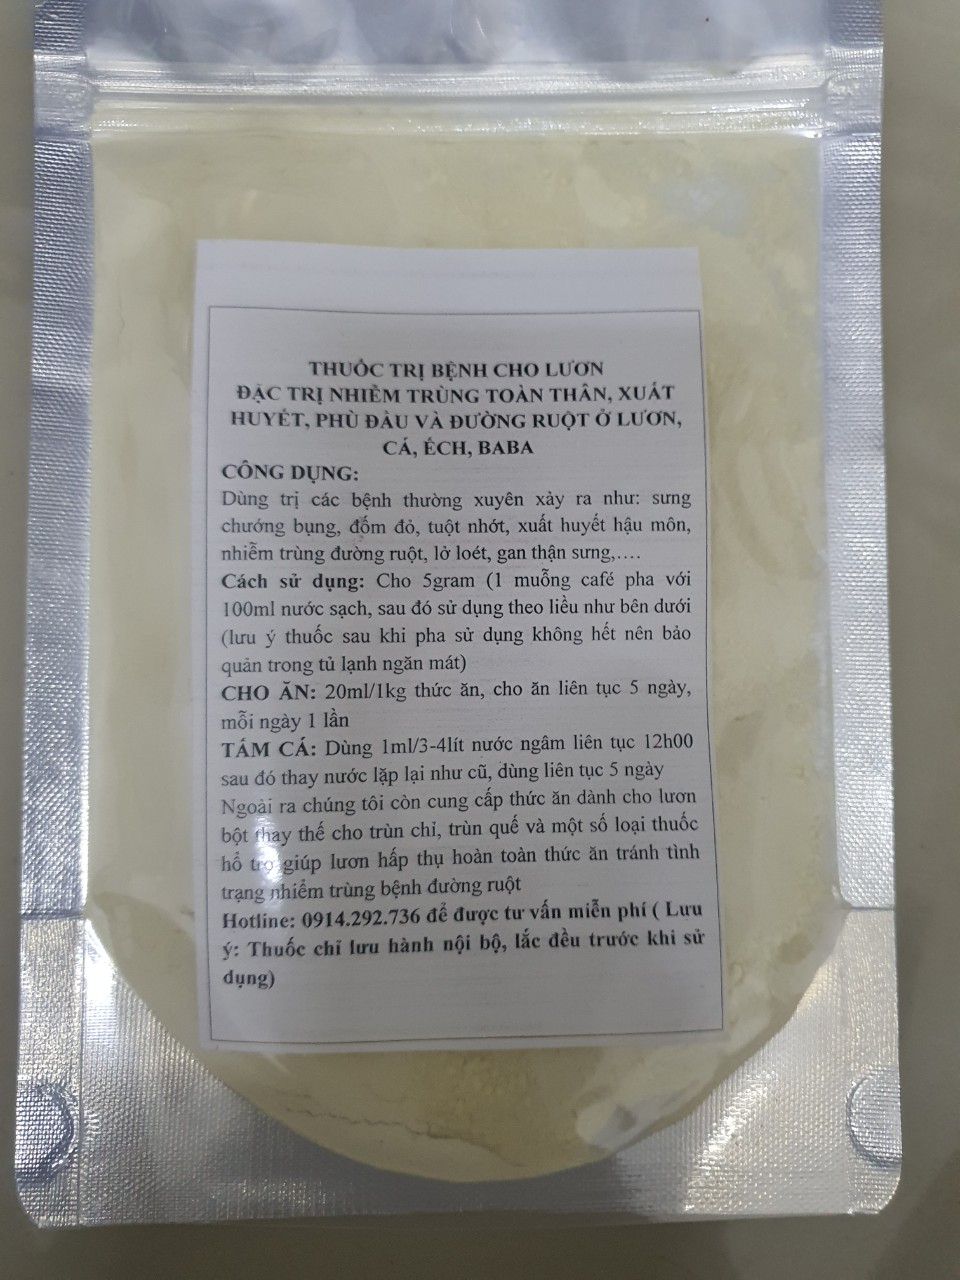 THUỐC TRỊ BỆNH CHO LƯƠN
ĐẶC TRỊ NHIỄM TRÙNG TOÀN THÂN, XUẤT
HUYẾT, PHÙ ĐẦU VÀ ĐƯỜNG RUỘT Ở LƯƠN,
CÁ, ẾCH, BABA
CÔNG DỤNG:
Dùng trị các bệnh thường xuyên xảy ra như: sưng
chướng bụng, đốm đỏ, tuột nhớt, xuất huyết hậu môn,
nhiễm trùng đường ruột, lở loét, gan thận sưng,....
Cách sử dụng: Cho 5gram (1 muỗng café pha với
100ml nước sạch, sau đó sử dụng theo liều như bên dưới
(lưu ý thuốc sau khi pha sử dụng không hết nên bảo
quản trong tủ lạnh ngăn mát)
CHO ĂN: 20ml/1kg thức ăn, cho ăn liên tục 5 ngày,
mỗi ngày 1 lần
TẮM CÁ: Dùng 1ml/3-4lít nước ngâm liên tục 12h00
sau đó thay nước lặp lại như cũ, dùng liên tục 5 ngày
Ngoài ra chúng tôi còn cung cấp thức ăn dành cho lươn
bột thay thế cho trùn chỉ, trùn quế và một số loại thuốc
hổ trợ giúp lươn hấp thụ hoàn toàn thức ăn tránh tình
trạng nhiễm trùng bệnh đường ruột
Hotline: 0914.292.736 để được tư vấn miễn phí ( Lưu
ý: Thuốc chĩ lưu hành nội bộ, lắc đều trước khi sử
dụng)